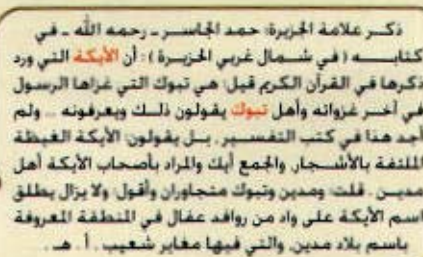 ذكر علامة الجزيرة: حمد الجاسر ـ رحمه الله ـ في
كتابه ( في شمال غربي الجزيرة ) : أن الأيكة التي ورد
ذكرها في القرآن الكريم قيل: هي تبوك التي غزاها الرسول
في آخر غزواته وأهل تبوك يقولون ذلك ويعرفونه .. ولم
أجد هذا في كتب التفسير . بل يقولون: الأيكة الغيظة
الملتفة بالأشجار. والجمع أيك والمراد بأصحاب الأيكة أهل
مدين . قلت: ومدين وتبوك متجاوران وأقول: ولا يزال يطلق
اسم الأيكة على واد من روافد عفال في المنطقة المعروفة
باسم بلاد مدين. والتي فيها مغاير شعيب . أ . هـ .